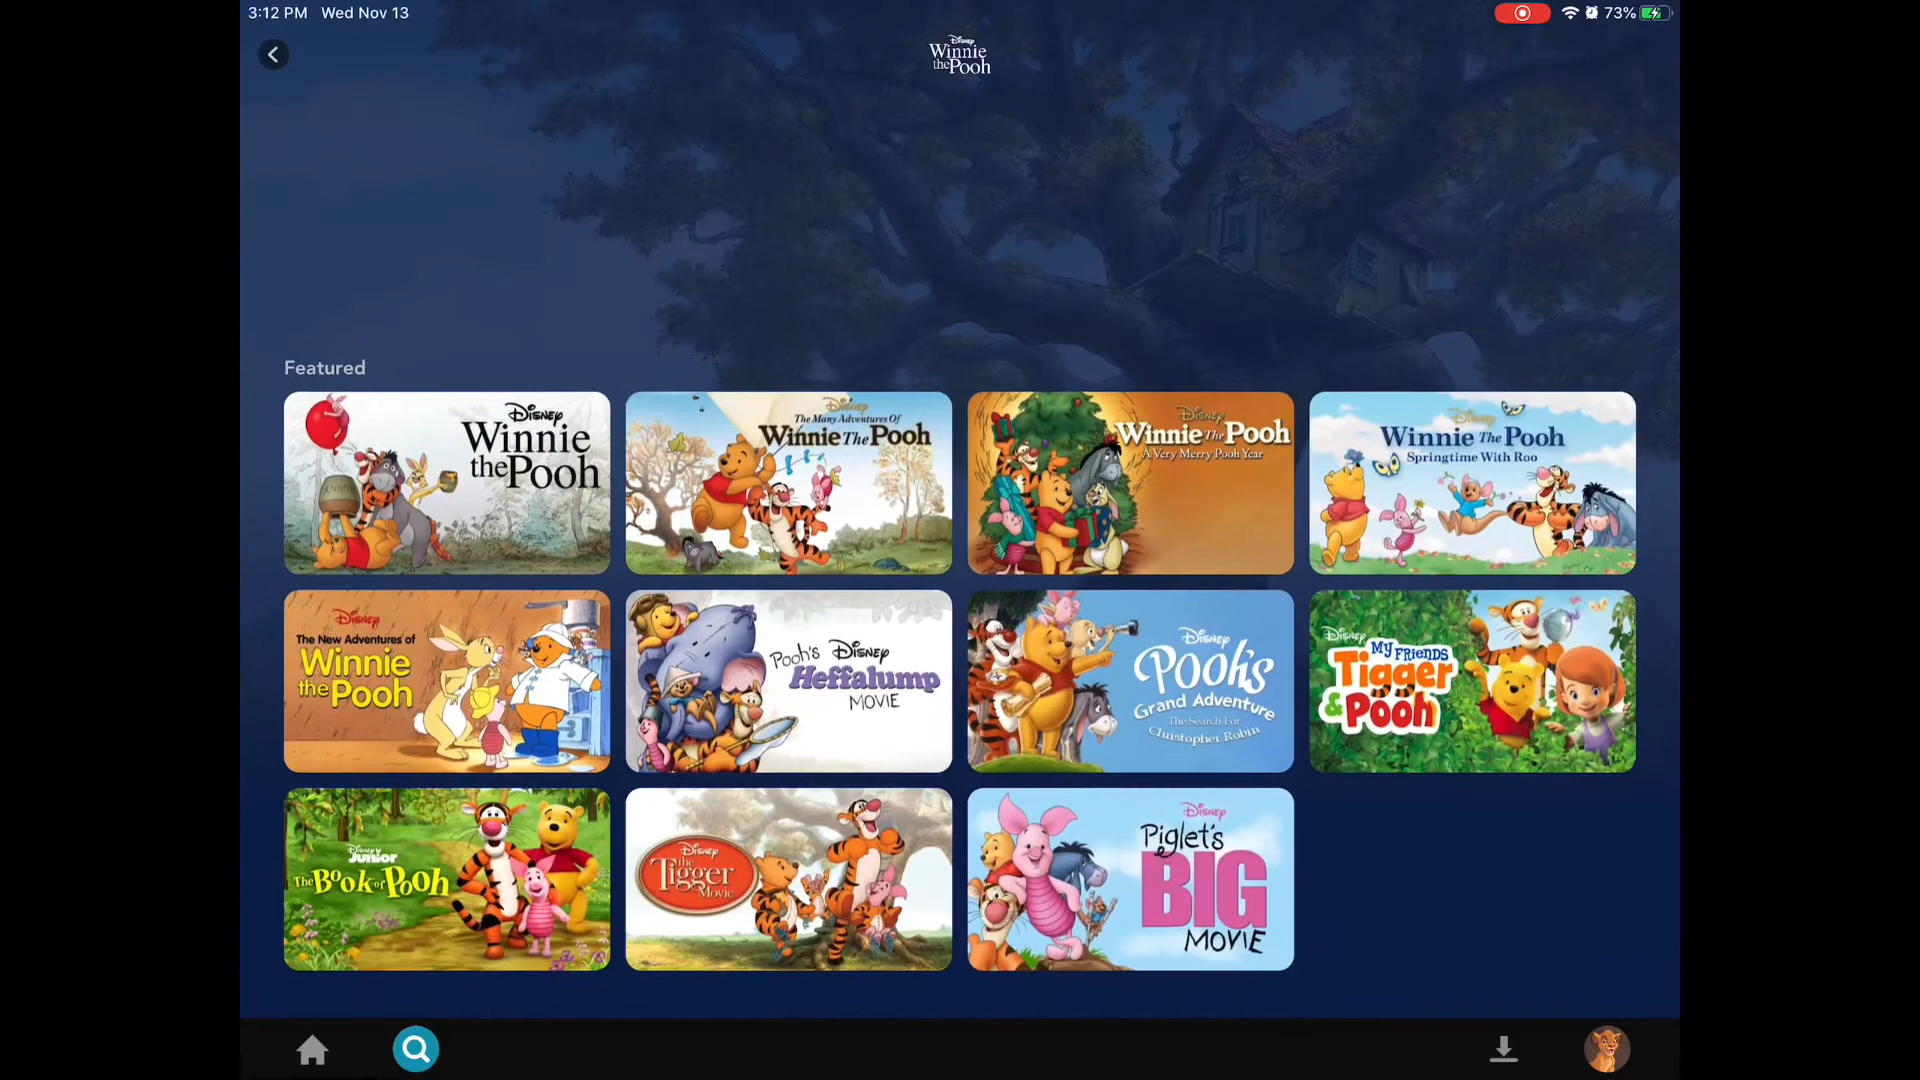 3:12 PM Wed Nov 13
73%
Disney
Winnie
the Pooh
Featured
Disney
Winnie
the Pooh
HUNNY
Disney
The Many Adventures Of
Winnie The Pooh
Disney
Winnie The Pooh
A Very Merry Pooh Year
Disney
Winnie The Pooh
Springtime With Roo
Disney
The New Adventures of
Winnie
the Pooh
Pooh's Disney
Heffalump
MOVIE
Disney
Pooh's
Grand Adventure
The Search For
Christopher Robin
Disney
My FRiENDS
Tigger
& Pooh
Disney
Junior
The Book of Pooh
Disney
the
Tigger
Movie
Disney
Piglet's
BIG
MOVIE